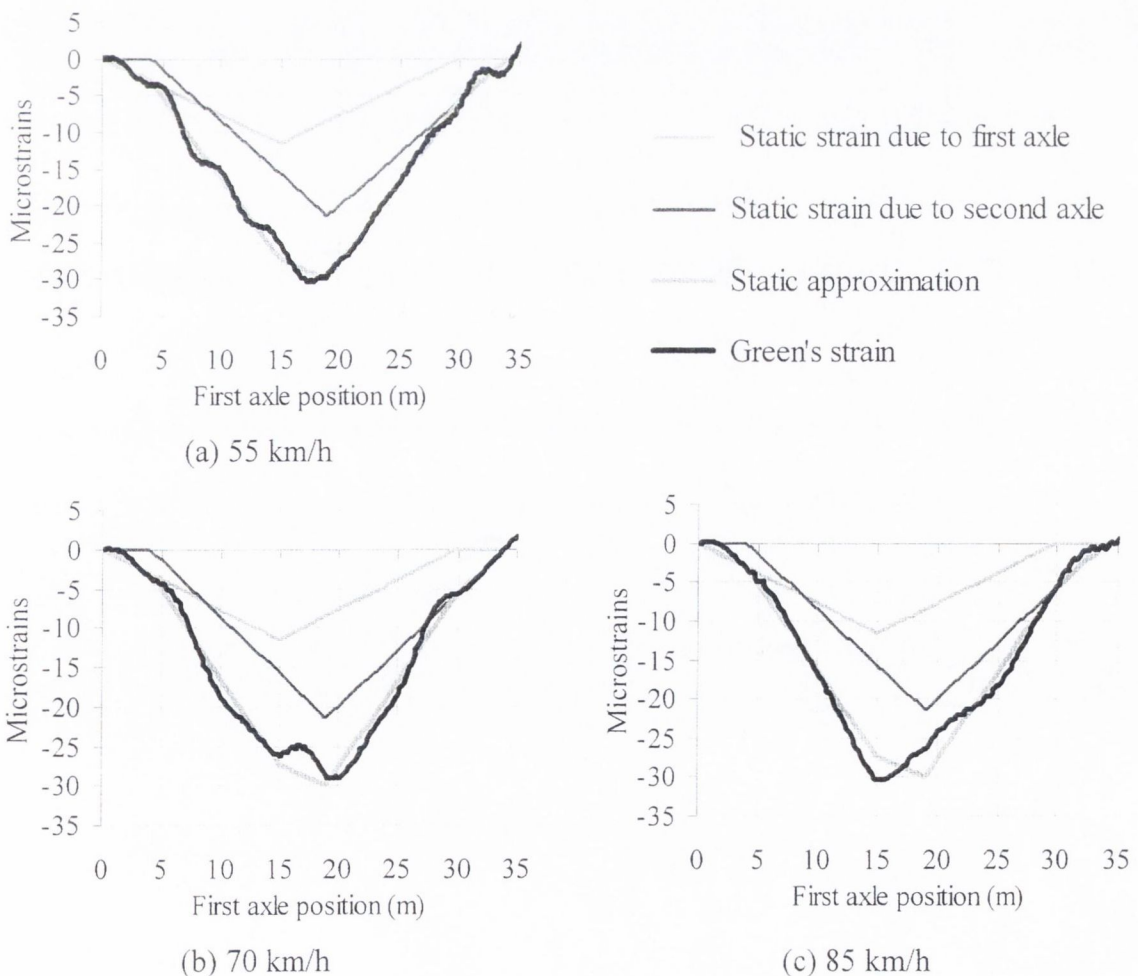 5
0
-5
-10
-15
-20
-25
-30
-35
Microstrains
0 5 10 15 20 25 30 35
First axle position (m)
(a) 55 km/h
Static strain due to first axle
Static strain due to second axle
Static approximation
Green's strain
5
0
-5
-10
-15
-20
-25
-30
-35
Microstrains
0 5 10 15 20 25 30 35
First axle position (m)
(b) 70 km/h
5
0
-5
-10
-15
-20
-25
-30
-35
Microstrains
0 5 10 15 20 25 30 35
First axle position (m)
(c) 85 km/h